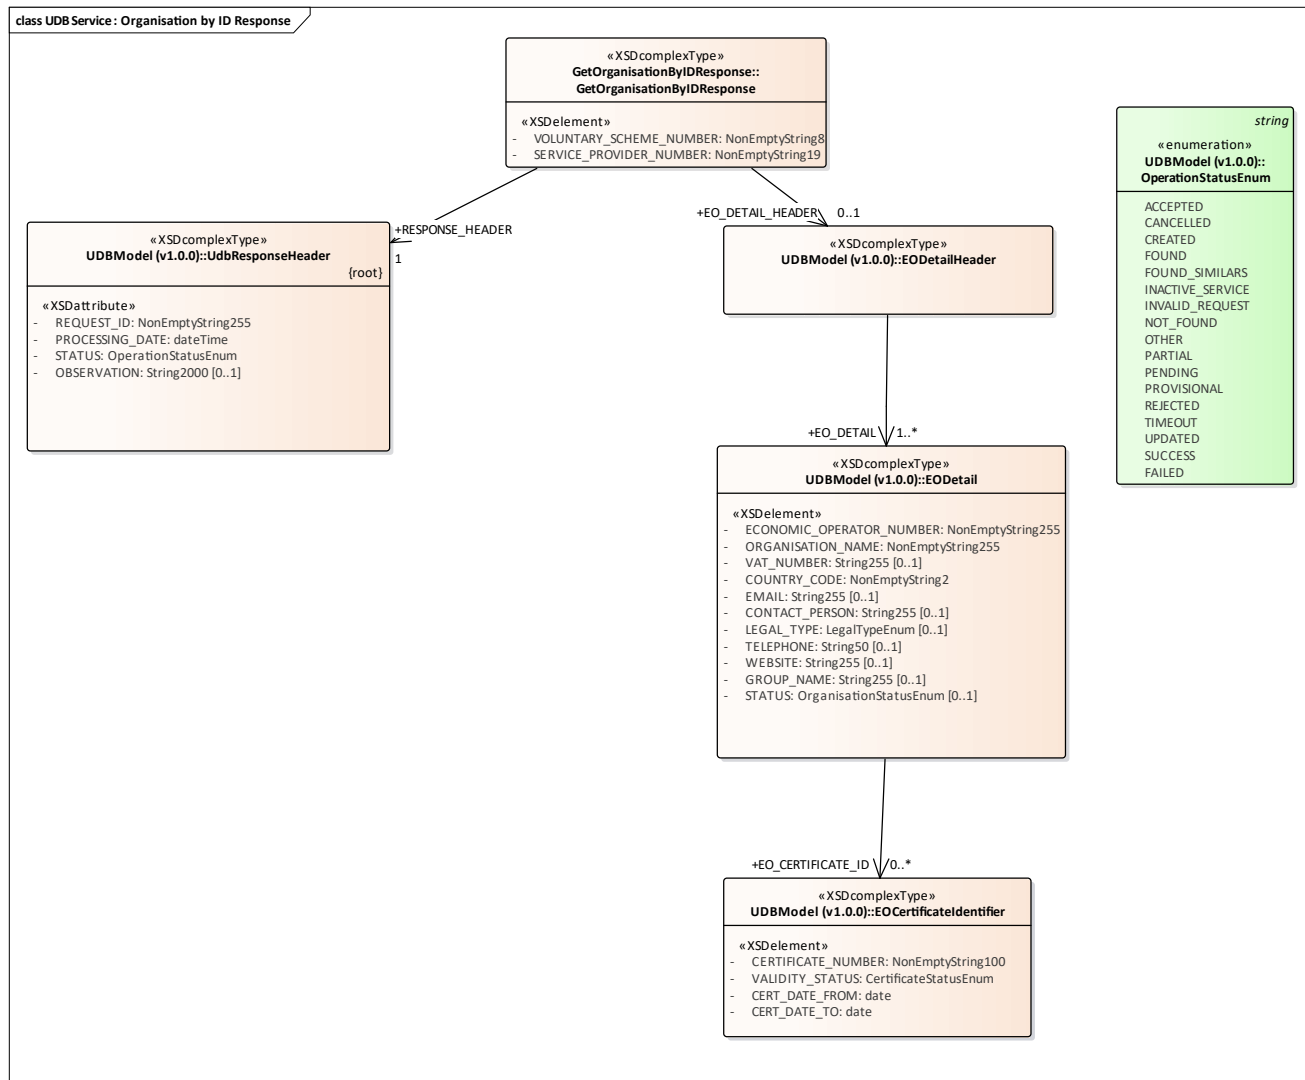 class UDB Service : Organisation by ID Response
«XSDcomplexType»
GetOrganisationByIDResponse::
GetOrganisationByIDResponse
«XSDelement»
- VOLUNTARY_SCHEME_NUMBER: NonEmptyString8
- SERVICE_PROVIDER_NUMBER: NonEmptyString19
+RESPONSE_HEADER
1
+EO_DETAIL_HEADER 0..1
«XSDcomplexType»
UDBModel (v1.0.0)::UdbResponseHeader
{root}
«XSDattribute»
- REQUEST_ID: NonEmptyString255
- PROCESSING_DATE: dateTime
- STATUS: OperationStatusEnum
- OBSERVATION: String2000 [0..1]
«XSDcomplexType»
UDBModel (v1.0.0)::EODetailHeader
+EO_DETAIL 1..*
«XSDcomplexType»
UDBModel (v1.0.0)::EODetail
«XSDelement»
- ECONOMIC_OPERATOR_NUMBER: NonEmptyString255
- ORGANISATION_NAME: NonEmptyString255
- VAT_NUMBER: String255 [0..1]
- COUNTRY_CODE: NonEmptyString2
- EMAIL: String255 [0..1]
- CONTACT_PERSON: String255 [0..1]
- LEGAL_TYPE: LegalTypeEnum [0..1]
- TELEPHONE: String50 [0..1]
- WEBSITE: String255 [0..1]
- GROUP_NAME: String255 [0..1]
- STATUS: OrganisationStatusEnum [0..1]
+EO_CERTIFICATE_ID 0..*
«XSDcomplexType»
UDBModel (v1.0.0)::EOCertificateIdentifier
«XSDelement»
- CERTIFICATE_NUMBER: NonEmptyString100
- VALIDITY_STATUS: CertificateStatusEnum
- CERT_DATE_FROM: date
- CERT_DATE_TO: date
string
«enumeration»
UDBModel (v1.0.0)::
OperationStatusEnum
ACCEPTED
CANCELLED
CREATED
FOUND
FOUND_SIMILARS
INACTIVE_SERVICE
INVALID_REQUEST
NOT_FOUND
OTHER
PARTIAL
PENDING
PROVISIONAL
REJECTED
TIMEOUT
UPDATED
SUCCESS
FAILED